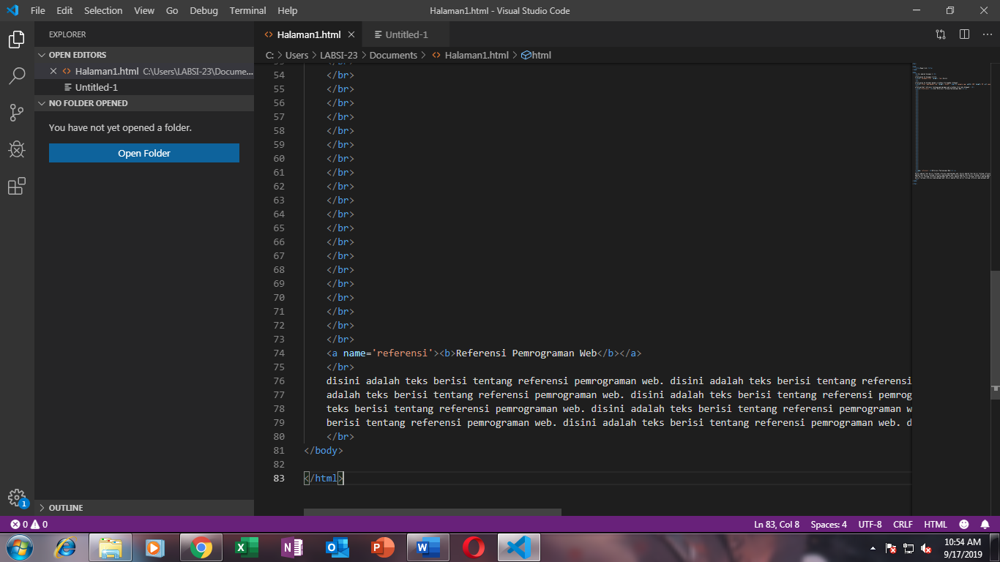 File Edit Selection View Go Debug Terminal Help Halaman1.html - Visual Studio Code
EXPLORER
OPEN EDITORS
Halaman1.html C:\Users\LABSI-23\Docume...
Untitled-1
NO FOLDER OPENED
You have not yet opened a folder.
Open Folder
OUTLINE
1
Halaman1.html Untitled-1
C: > Users > LABSI-23 > Documents > Halaman1.html > html
54 </br>
55 </br>
56 </br>
57 </br>
58 </br>
59 </br>
60 </br>
61 </br>
62 </br>
63 </br>
64 </br>
65 </br>
66 </br>
67 </br>
68 </br>
69 </br>
70 </br>
71 </br>
72 </br>
73 </br>
74 <a name='referensi'><b>Referensi Pemrograman Web</b></a>
75 </br>
76 disini adalah teks berisi tentang referensi pemrograman web. disini adalah teks berisi tentang referensi
77 adalah teks berisi tentang referensi pemrograman web. disini adalah teks berisi tentang referensi pemrog
78 teks berisi tentang referensi pemrograman web. disini adalah teks berisi tentang referensi pemrograman w
79 berisi tentang referensi pemrograman web. disini adalah teks berisi tentang referensi pemrograman web. d
80 </br>
81 </body>
82
83 </html>
0 0 Ln 83, Col 8 Spaces: 4 UTF-8 CRLF HTML
10:54 AM
9/17/2019